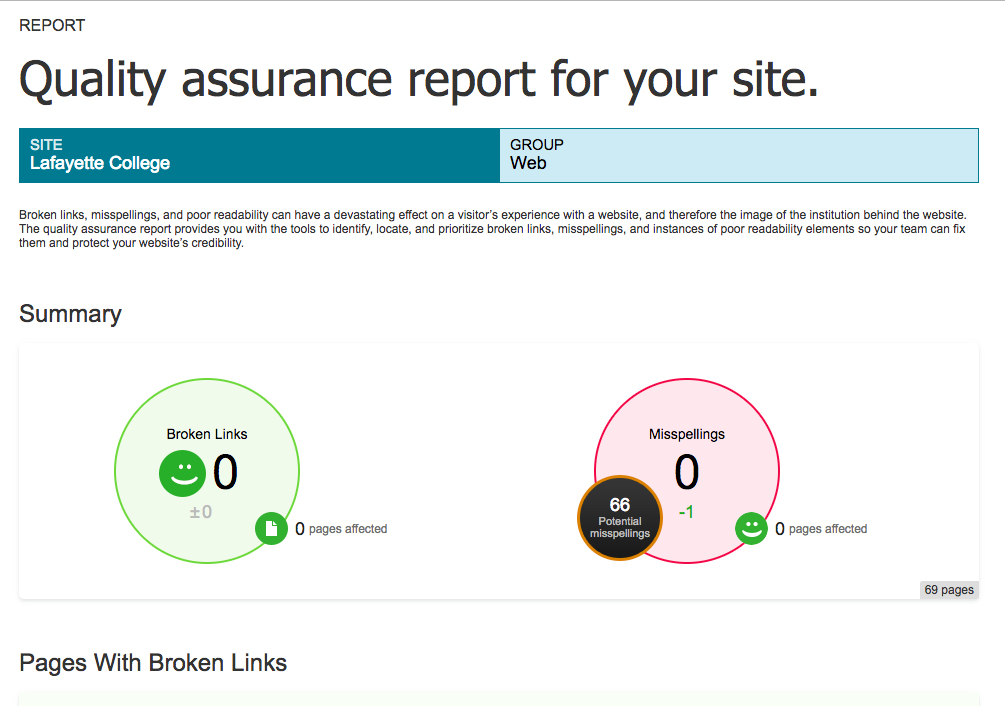 REPORT
Quality assurance report for your site.
SITE
Lafayette College
GROUP
Web
Broken links, misspellings, and poor readability can have a devastating effect on a visitor’s experience with a website, and therefore the image of the institution behind the website.
The quality assurance report provides you with the tools to identify, locate, and prioritize broken links, misspellings, and instances of poor readability elements so your team can fix
them and protect your website’s credibility.
Summary
Broken Links
0
±0
0 pages affected
Misspellings
0
-1
66
Potential
misspellings
0 pages affected
69 pages
Pages With Broken Links